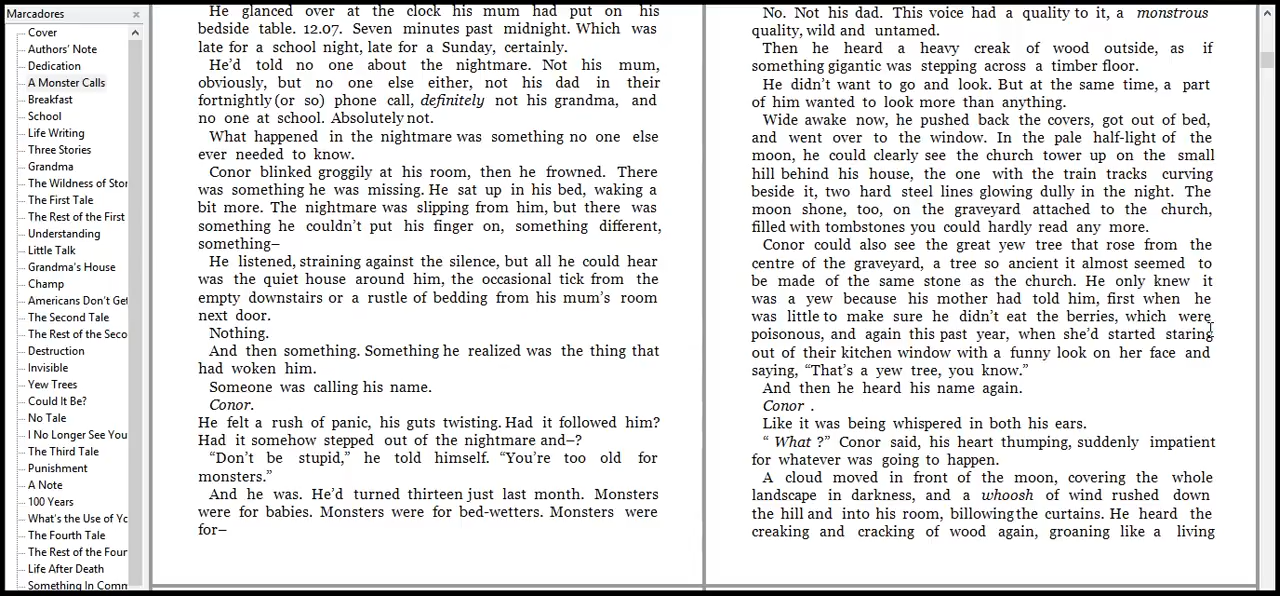 Marcadores
Cover
Authors' Note
Dedication
A Monster Calls
Breakfast
School
Life Writing
Three Stories
Grandma
The Wildness of Stor
The First Tale
The Rest of the First
Understanding
Little Talk
Grandma's House
Champ
Americans Don't Get
The Second Tale
The Rest of the Seco
Destruction
Invisible
Yew Trees
Could It Be?
No Tale
I No Longer See You
The Third Tale
Punishment
A Note
100 Years
What's the Use of Yo
The Fourth Tale
The Rest of the Four
Life After Death
Something In Comm
He glanced over at the clock his mum had put on his
bedside table. 12.07. Seven minutes past midnight. Which was
late for a school night, late for a Sunday, certainly.
He'd told no one about the nightmare. Not his mum,
obviously, but no one else either, not his dad in their
fortnightly (or so) phone call, definitely not his grandma, and
no one at school. Absolutely not.
What happened in the nightmare was something no one else
ever needed to know.
Conor blinked groggily at his room, then he frowned. There
was something he was missing. He sat up in his bed, waking a
bit more. The nightmare was slipping from him, but there was
something he couldn't put his finger on, something different,
something–
He listened, straining against the silence, but all he could hear
was the quiet house around him, the occasional tick from the
empty downstairs or a rustle of bedding from his mum's room
next door.
Nothing.
And then something. Something he realized was the thing that
had woken him.
Someone was calling his name.
Conor.
He felt a rush of panic, his guts twisting. Had it followed him?
Had it somehow stepped out of the nightmare and–?
“Don't be stupid,” he told himself. “You're too old for
monsters.”
And he was. He'd turned thirteen just last month. Monsters
were for babies. Monsters were for bed-wetters. Monsters were
for–
No. Not his dad. This voice had a quality to it, a monstrous
quality, wild and untamed.
Then he heard a heavy creak of wood outside, as if
something gigantic was stepping across a timber floor.
He didn't want to go and look. But at the same time, a part
of him wanted to look more than anything.
Wide awake now, he pushed back the covers, got out of bed,
and went over to the window. In the pale half-light of the
moon, he could clearly see the church tower up on the small
hill behind his house, the one with the train tracks curving
beside it, two hard steel lines glowing dully in the night. The
moon shone, too, on the graveyard attached to the church,
filled with tombstones you could hardly read any more.
Conor could also see the great yew tree that rose from the
centre of the graveyard, a tree so ancient it almost seemed to
be made of the same stone as the church. He only knew it
was a yew because his mother had told him, first when he
was little to make sure he didn't eat the berries, which were
poisonous, and again this past year, when she'd started staring
out of their kitchen window with a funny look on her face and
saying, “That's a yew tree, you know.”
And then he heard his name again.
Conor .
Like it was being whispered in both his ears.
“ What ?” Conor said, his heart thumping, suddenly impatient
for whatever was going to happen.
A cloud moved in front of the moon, covering the whole
landscape in darkness, and a whoosh of wind rushed down
the hill and into his room, billowing the curtains. He heard the
creaking and cracking of wood again, groaning like a living